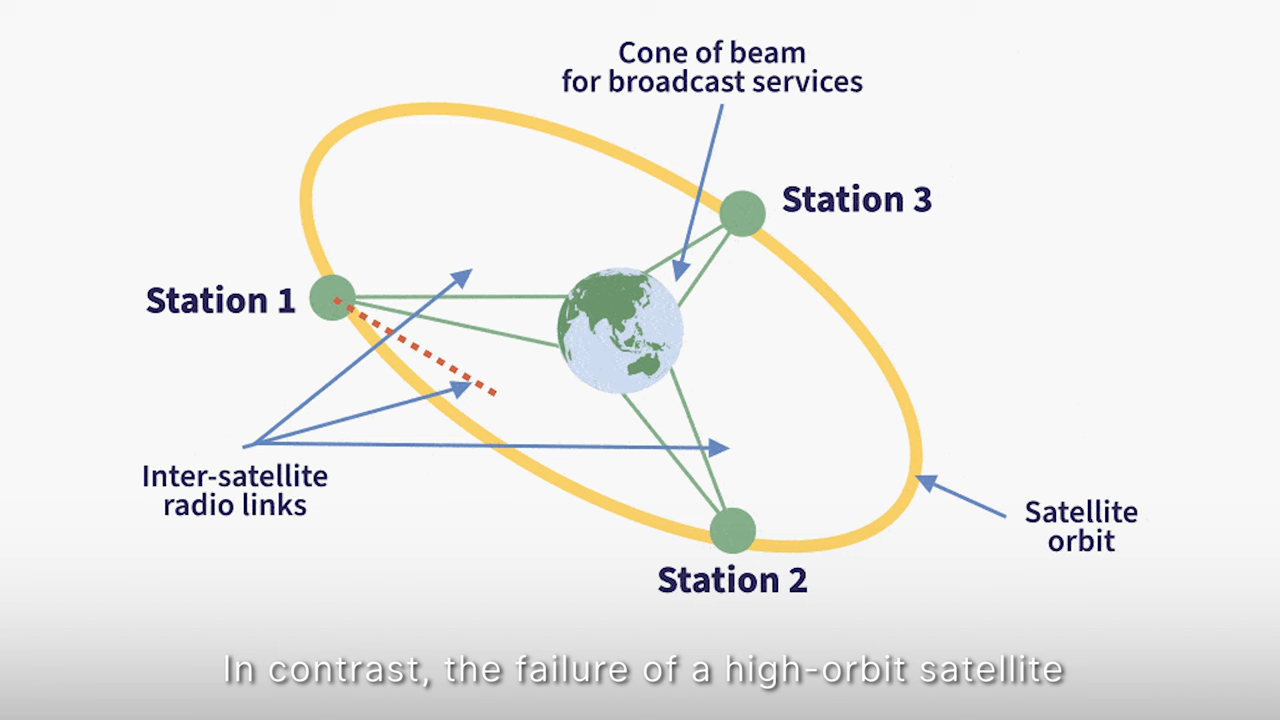 Cone of beam
for broadcast services
Station 3
Station 1
Inter-satellite
radio links
Satellite
orbit
Station 2
In contrast, the failure of a high-orbit satellite